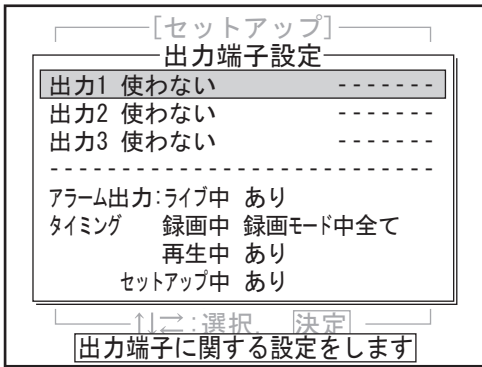 [セットアップ]
出力端子設定
出力1 使わない -------
出力2 使わない -------
出力3 使わない -------
---------------------------
アラーム出力:ライブ中 あり
タイミング 録画中 録画モード中全て
再生中 あり
セットアップ中 あり
↑↓⇄:選択. 決定
出力端子に関する設定をします